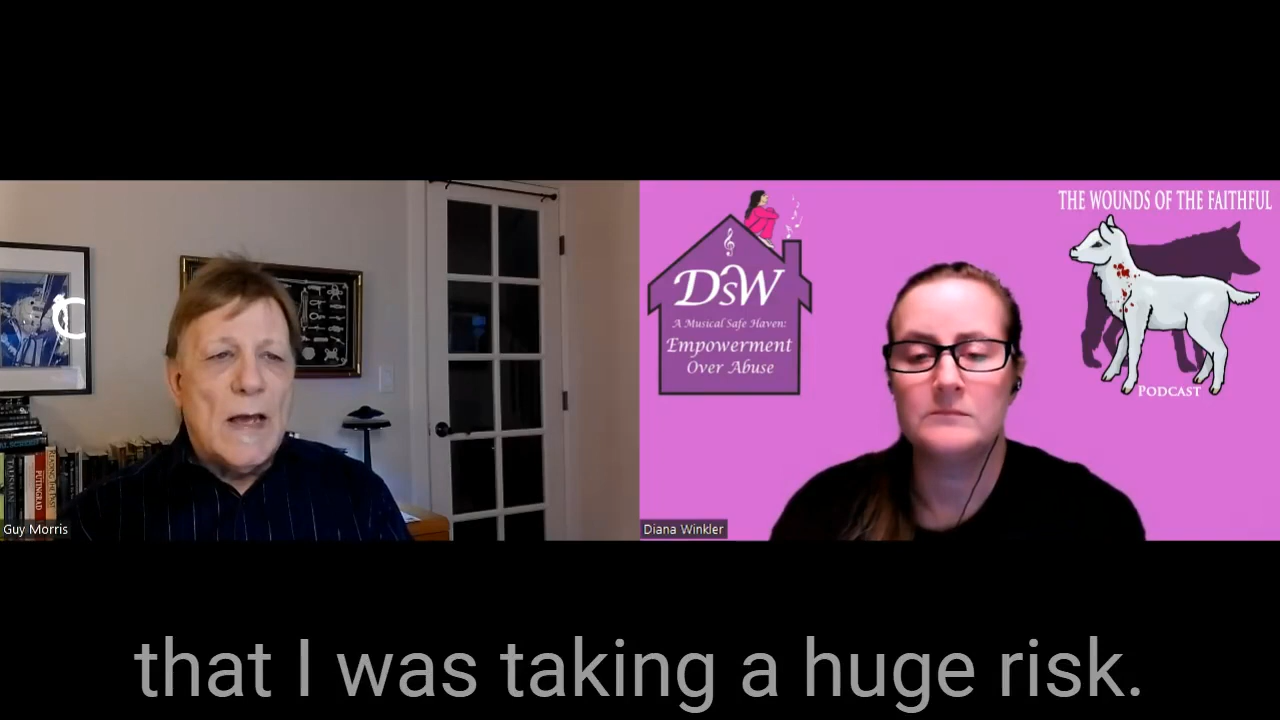 THE WOUNDS OF THE FAITHFUL
DSW
A Musical Safe Haven:
Empowerment
Over Abuse
PODCAST
PUTINGRAD
Guy Morris
Diana Winkler
that I was taking a huge risk.